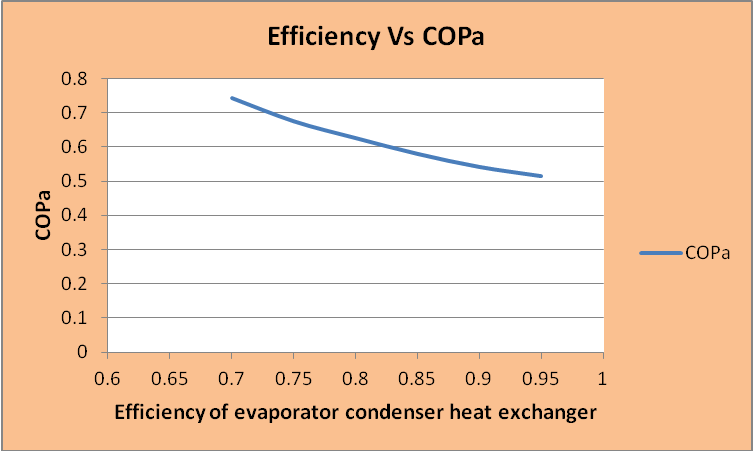 Efficiency Vs COPa
0.8
0.7
0.6
0.5
0.4
0.3
0.2
0.1
0
COPa
COPa
0.6 0.65 0.7 0.75 0.8 0.85 0.9 0.95 1
Efficiency of evaporator condenser heat exchanger